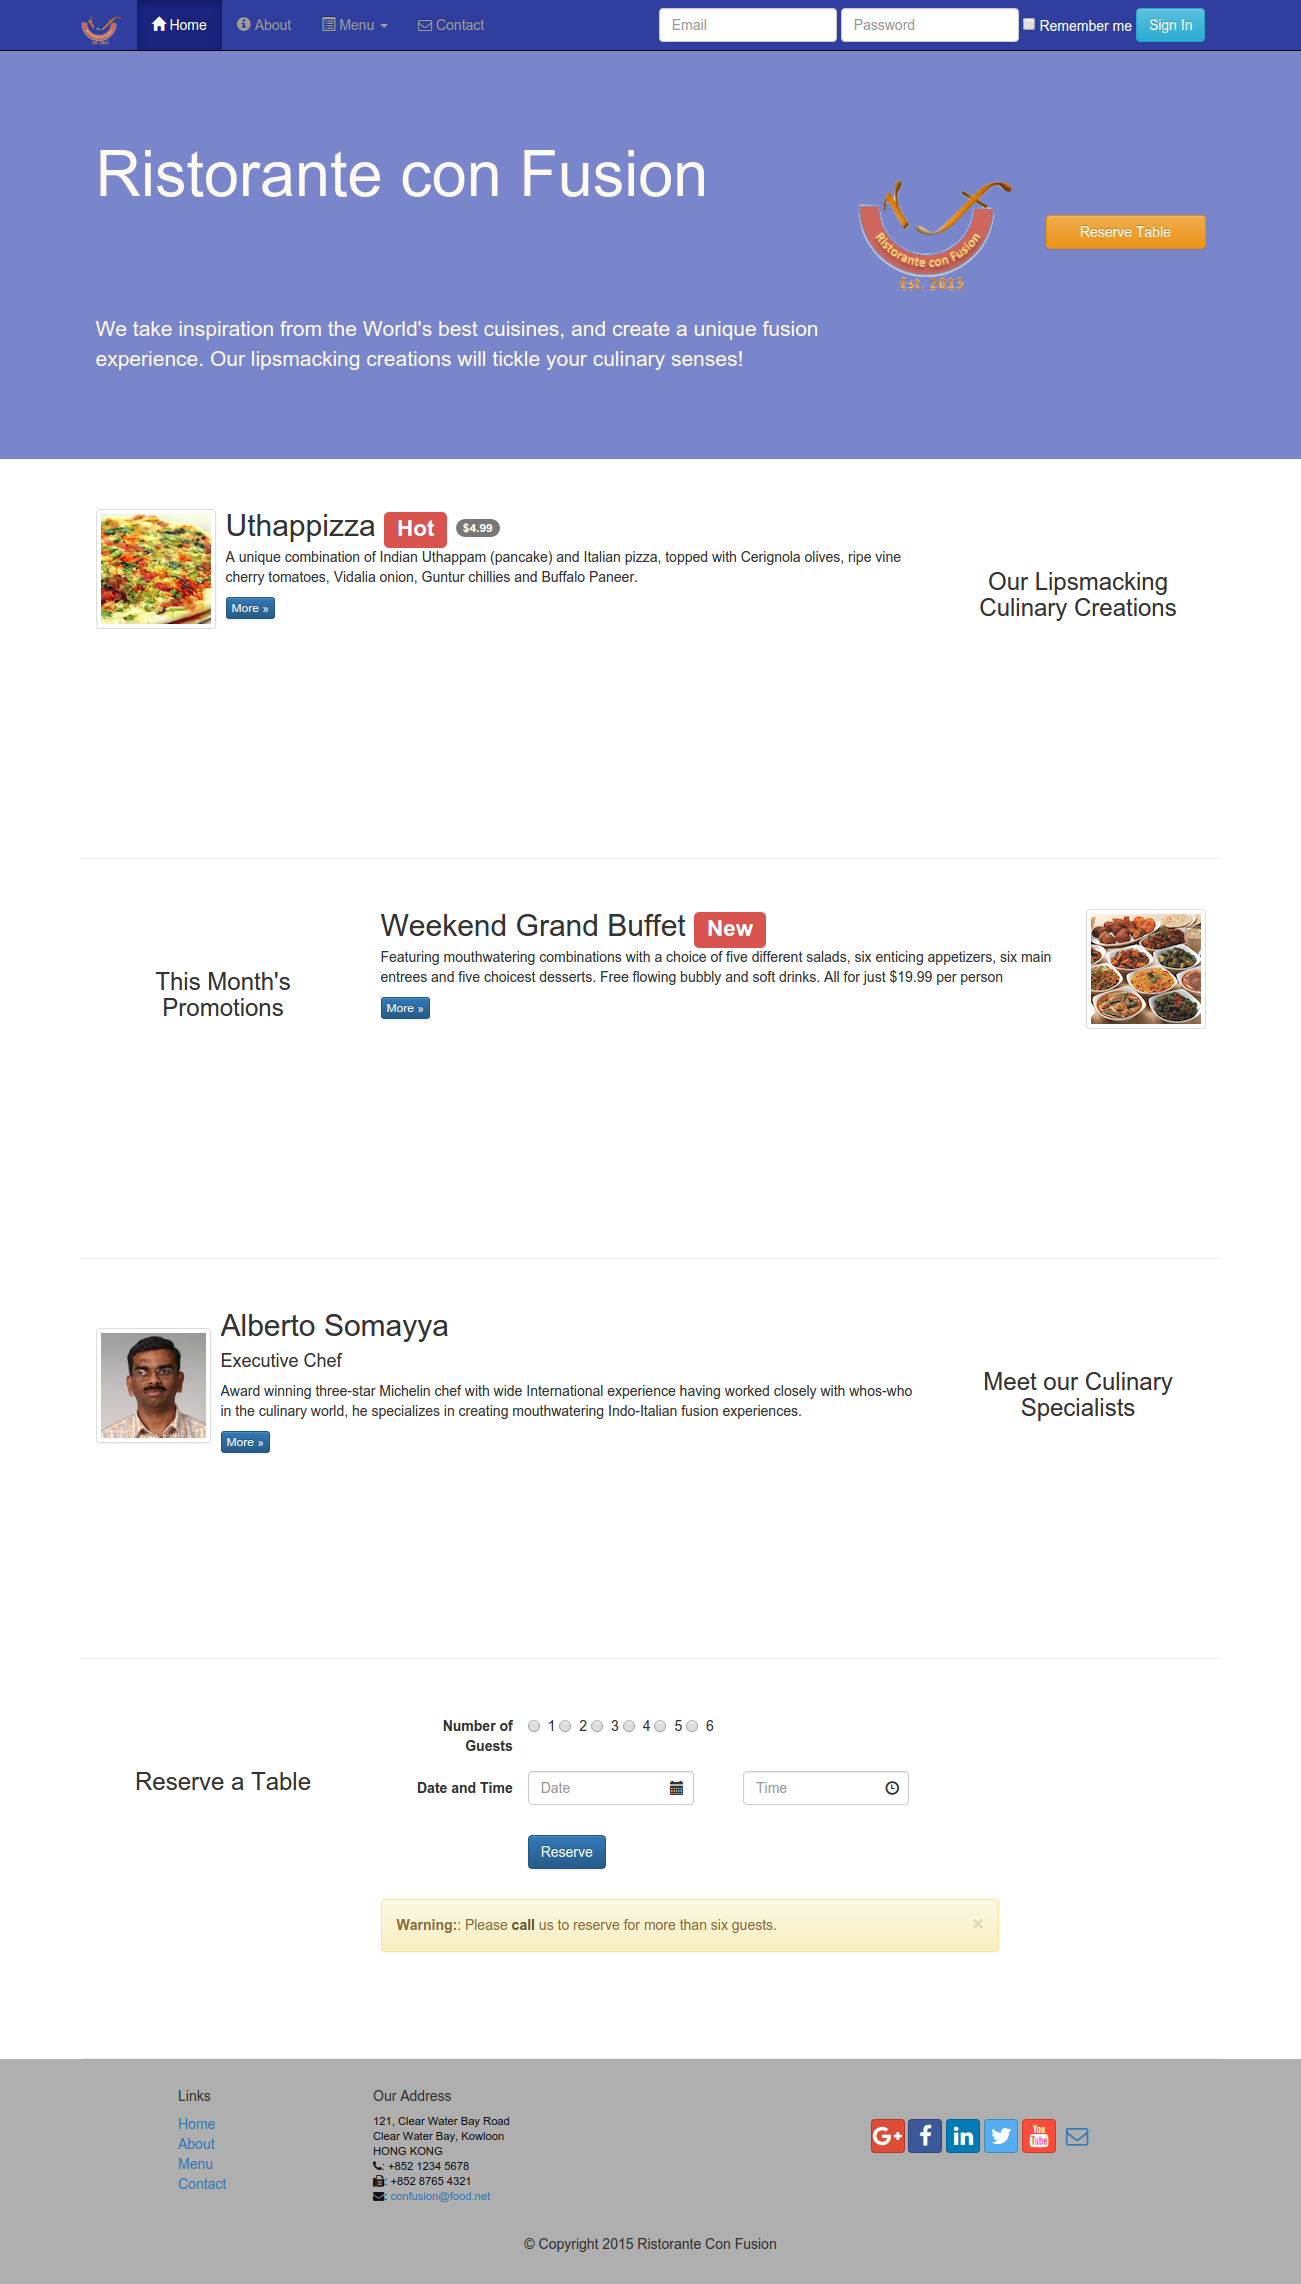 Home About Menu Contact Email Password Remember me Sign In
Ristorante con Fusion
Ristorante con Fusion
Est. 2013
Reserve Table
We take inspiration from the World's best cuisines, and create a unique fusion
experience. Our lipsmacking creations will tickle your culinary senses!
Uthappizza Hot $4.99
A unique combination of Indian Uthappam (pancake) and Italian pizza, topped with Cerignola olives, ripe vine
cherry tomatoes, Vidalia onion, Guntur chillies and Buffalo Paneer.
More »
Our Lipsmacking
Culinary Creations
This Month's
Promotions
Weekend Grand Buffet New
Featuring mouthwatering combinations with a choice of five different salads, six enticing appetizers, six main
entrees and five choicest desserts. Free flowing bubbly and soft drinks. All for just $19.99 per person
More »
Alberto Somayya
Executive Chef
Award winning three-star Michelin chef with wide International experience having worked closely with whos-who
in the culinary world, he specializes in creating mouthwatering Indo-Italian fusion experiences.
More »
Meet our Culinary
Specialists
Reserve a Table
Number of
Guests
1 2 3 4 5 6
Date and Time Date Time
Reserve
Warning:: Please call us to reserve for more than six guests. ×
Links
Home
About
Menu
Contact
Our Address
121, Clear Water Bay Road
Clear Water Bay, Kowloon
HONG KONG
: +852 1234 5678
: +852 8765 4321
: confusion@food.net
G+ f in You Tube
© Copyright 2015 Ristorante Con Fusion